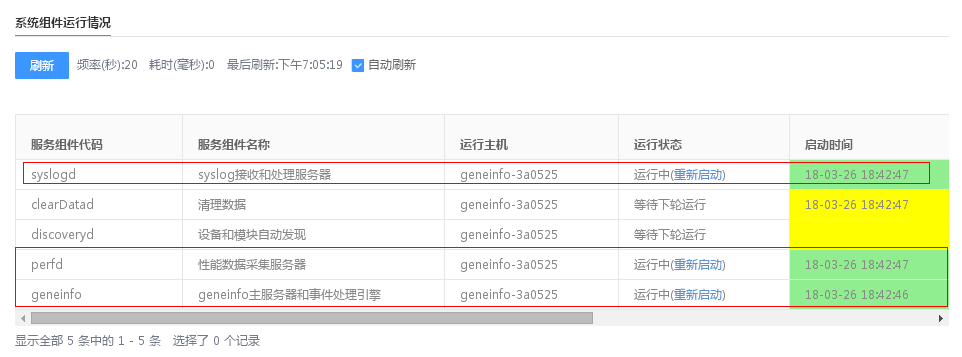 系统组件运行情况
刷新 频率(秒):20 耗时(毫秒):0 最后刷新:下午7:05:19 自动刷新
服务组件代码 服务组件名称 运行主机 运行状态 启动时间
syslogd syslog接收和处理服务器 geneinfo-3a0525 运行中(重新启动) 18-03-26 18:42:47
clearDatad 清理数据 geneinfo-3a0525 等待下轮运行 18-03-26 18:42:47
discoveryd 设备和模块自动发现 geneinfo-3a0525 等待下轮运行
perfd 性能数据采集服务器 geneinfo-3a0525 运行中(重新启动) 18-03-26 18:42:47
geneinfo geneinfo主服务器和事件处理引擎 geneinfo-3a0525 运行中(重新启动) 18-03-26 18:42:46
显示全部 5 条中的 1 - 5 条 选择了 0 个记录